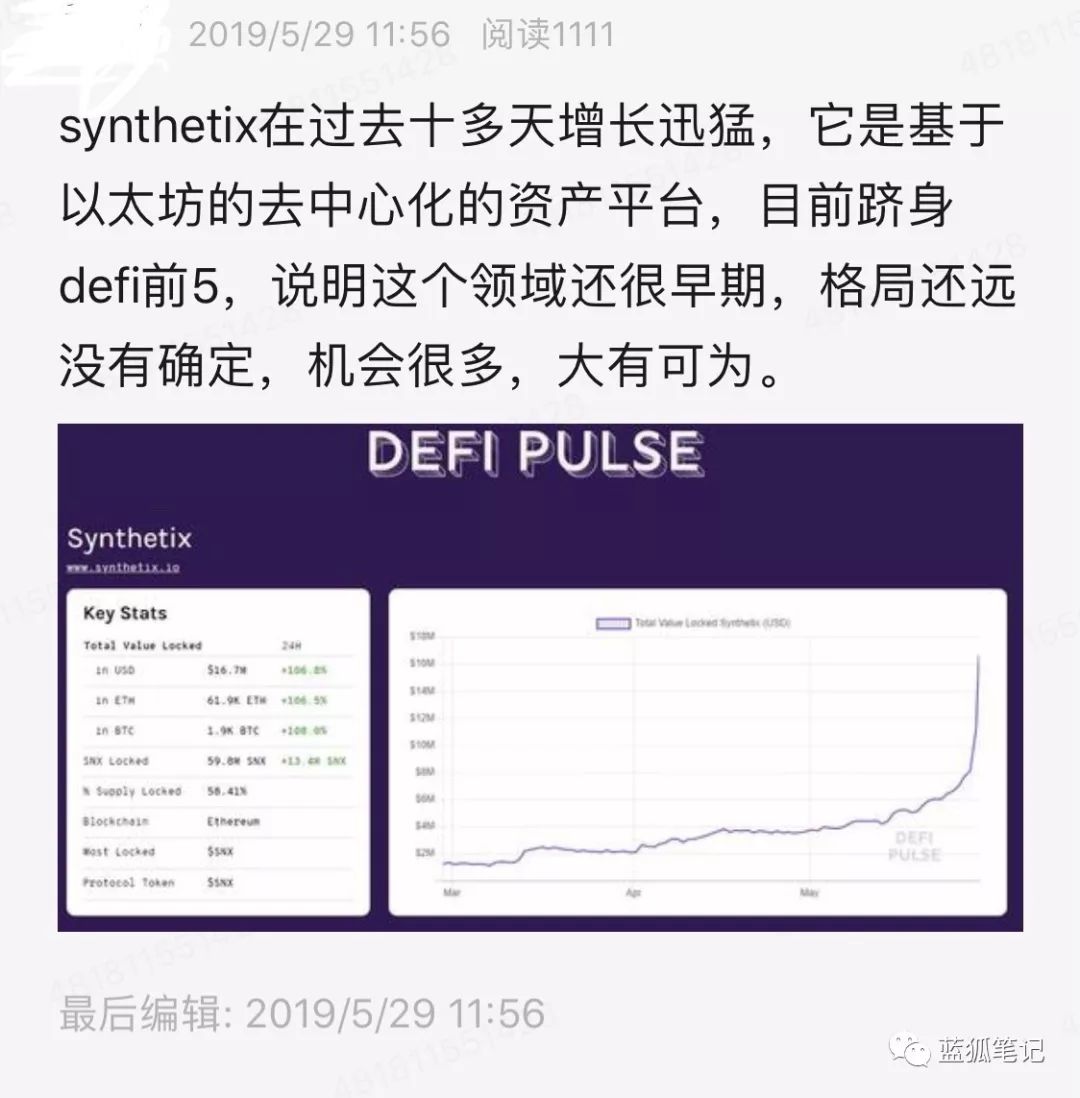 2019/5/29 11:56 阅读1111
synthetix在过去十多天增长迅猛，它是基于
以太坊的去中心化的资产平台，目前跻身
defi前5，说明这个领域还很早期，格局还远
没有确定，机会很多，大有可为。
DEFI PULSE
Synthetix
www.synthetix.io
Key Stats
Total Value Locked 24H
in USD $16.7M +106.8%
in ETH 61.9K ETH +106.5%
in BTC 1.9K BTC +108.0%
SNX Locked 59.8M SNX +13.4M SNX
% Supply Locked 58.41%
Blockchain Ethereum
Most Locked $SNX
Protocol Token $SNX
Total Value Locked Synthetix (USD)
$18M
$16M
$14M
$12M
$10M
$8M
$6M
$4M
$2M
DEFI
PULSE
Mar Apr May
最后编辑: 2019/5/29 11:56
蓝狐笔记